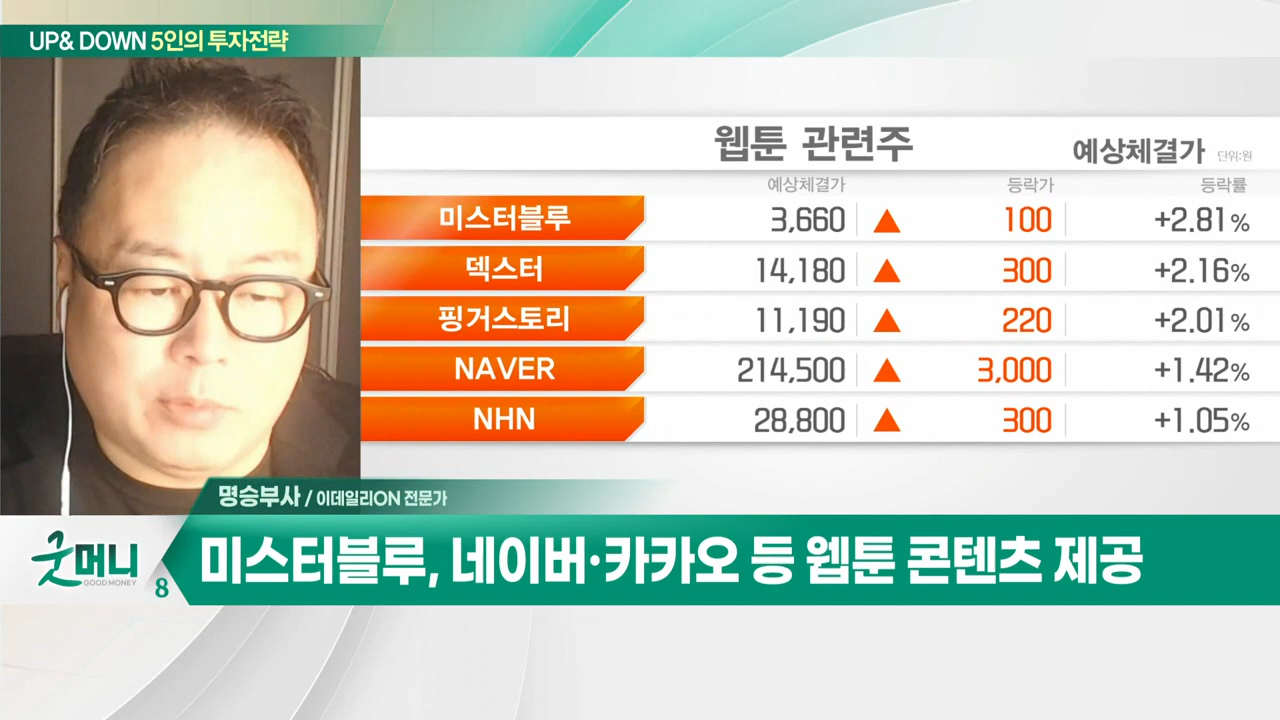 UP& DOWN 5인의 투자전략
웹툰 관련주
예상체결가 단위:원
예상체결가 등락가 등락률
미스터블루 3,660 ▲ 100 +2.81%
덱스터 14,180 ▲ 300 +2.16%
핑거스토리 11,190 ▲ 220 +2.01%
NAVER 214,500 ▲ 3,000 +1.42%
NHN 28,800 ▲ 300 +1.05%
명승부사 / 이데일리ON 전문가
굿머니
GOOD MONEY
8
미스터블루, 네이버·카카오 등 웹툰 콘텐츠 제공